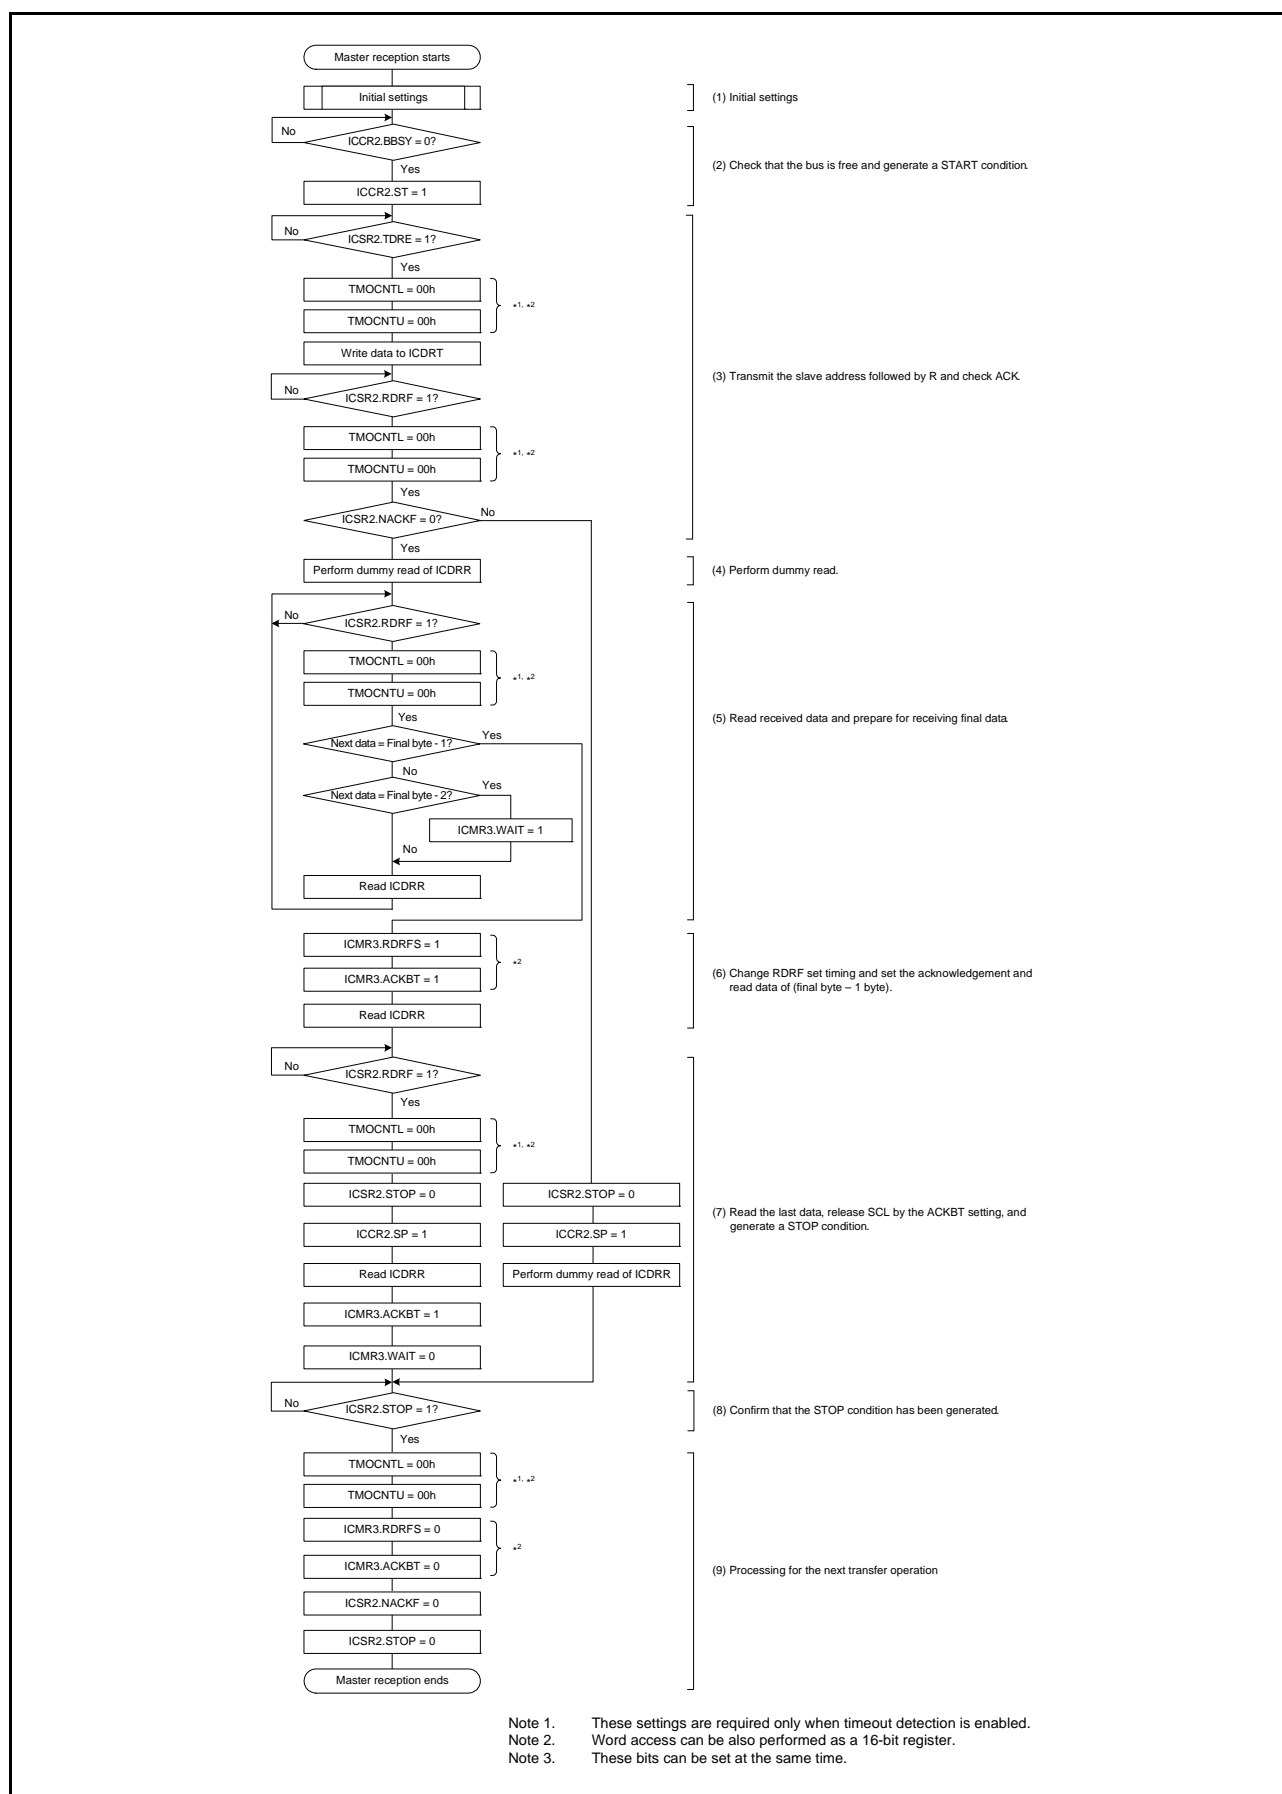 Master reception starts
Initial settings
(1) Initial settings
No
ICCR2.BBSY = 0?
Yes
(2) Check that the bus is free and generate a START condition.
ICCR2.ST = 1
No
ICSR2.TDRE = 1?
Yes
TMOCNTL = 00h
*1, *2
TMOCNTU = 00h
Write data to ICDRT
(3) Transmit the slave address followed by R and check ACK.
No
ICSR2.RDRF = 1?
TMOCNTL = 00h
*1, *2
TMOCNTU = 00h
Yes
ICSR2.NACKF = 0?
No
Yes
Perform dummy read of ICDRR
(4) Perform dummy read.
No
ICSR2.RDRF = 1?
TMOCNTL = 00h
*1, *2
TMOCNTU = 00h
Yes
(5) Read received data and prepare for receiving final data.
Next data = Final byte - 1?
Yes
No
Next data = Final byte - 2?
Yes
ICMR3.WAIT = 1
No
Read ICDRR
ICMR3.RDRFS = 1
*2
ICMR3.ACKBT = 1
(6) Change RDRF set timing and set the acknowledgement and
read data of (final byte – 1 byte).
Read ICDRR
No
ICSR2.RDRF = 1?
Yes
TMOCNTL = 00h
*1, *2
TMOCNTU = 00h
ICSR2.STOP = 0
ICSR2.STOP = 0
(7) Read the last data, release SCL by the ACKBT setting, and
generate a STOP condition.
ICCR2.SP = 1
ICCR2.SP = 1
Read ICDRR
Perform dummy read of ICDRR
ICMR3.ACKBT = 1
ICMR3.WAIT = 0
No
ICSR2.STOP = 1?
(8) Confirm that the STOP condition has been generated.
Yes
TMOCNTL = 00h
*1, *2
TMOCNTU = 00h
ICMR3.RDRFS = 0
*2
ICMR3.ACKBT = 0
(9) Processing for the next transfer operation
ICSR2.NACKF = 0
ICSR2.STOP = 0
Master reception ends
Note 1. These settings are required only when timeout detection is enabled.
Note 2. Word access can be also performed as a 16-bit register.
Note 3. These bits can be set at the same time.